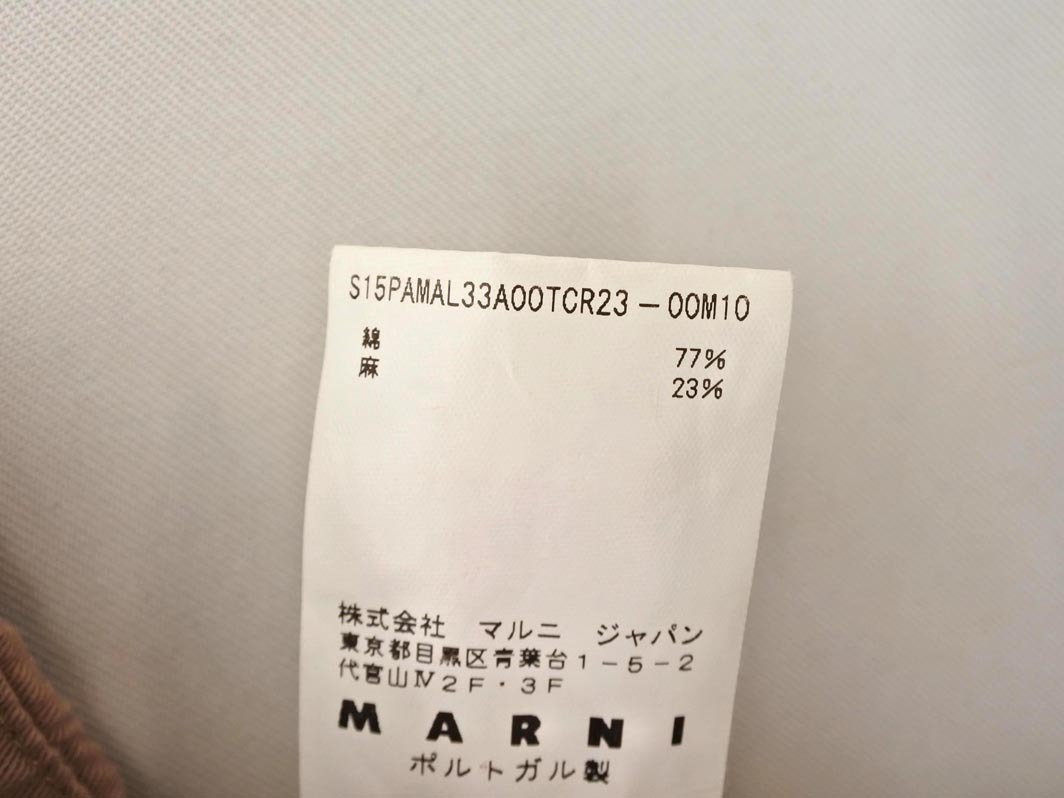 S15PAMAL33A00TCR23-00M10
綿 77%
麻 23%
株式会社 マルニ ジャパン
東京都目黒区青葉台1-5-2
代官山Ⅳ2F・3F
MARNI
ポルトガル製